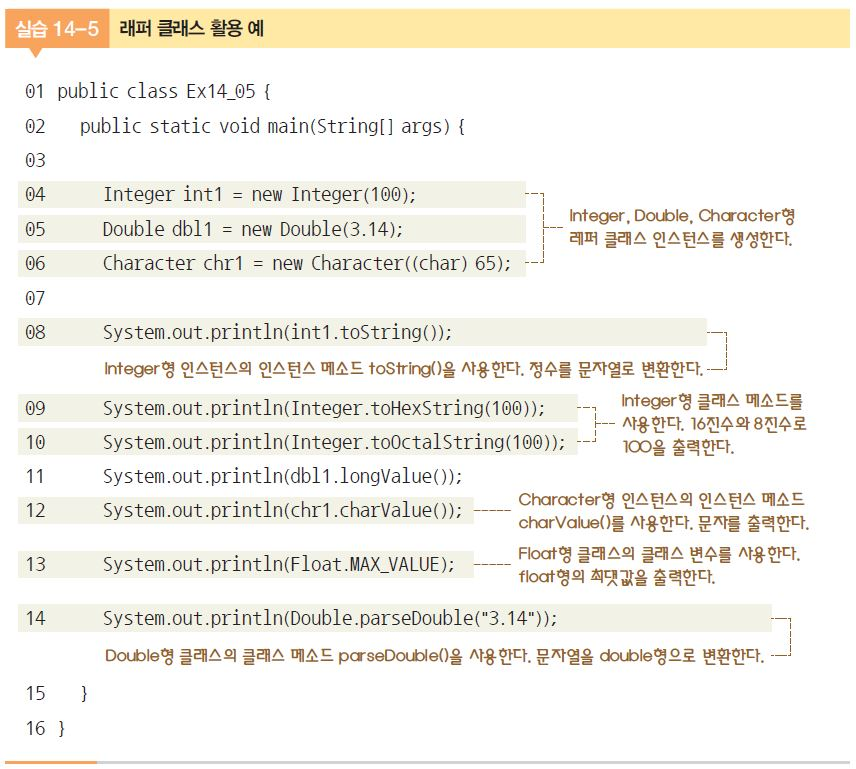 실습 14-5 래퍼 클래스 활용 예
01 public class Ex14_05 {
02 public static void main(String[] args) {
03
04 Integer int1 = new Integer(100);
05 Double dbl1 = new Double(3.14);
06 Character chr1 = new Character((char) 65);
Integer, Double, Character형
레퍼 클래스 인스턴스를 생성한다.
07
08 System.out.println(int1.toString());
Integer형 인스턴스의 인스턴스 메소드 toString()을 사용한다. 정수를 문자열로 변환한다.
09 System.out.println(Integer.toHexString(100));
10 System.out.println(Integer.toOctalString(100));
Integer형 클래스 메소드를
사용한다. 16진수와 8진수로
100을 출력한다.
11 System.out.println(dbl1.longValue());
12 System.out.println(chr1.charValue());
Character형 인스턴스의 인스턴스 메소드
charValue()를 사용한다. 문자를 출력한다.
13 System.out.println(Float.MAX_VALUE);
Float형 클래스의 클래스 변수를 사용한다.
float형의 최댓값을 출력한다.
14 System.out.println(Double.parseDouble("3.14"));
Double형 클래스의 클래스 메소드 parseDouble()을 사용한다. 문자열을 double형으로 변환한다.
15 }
16 }